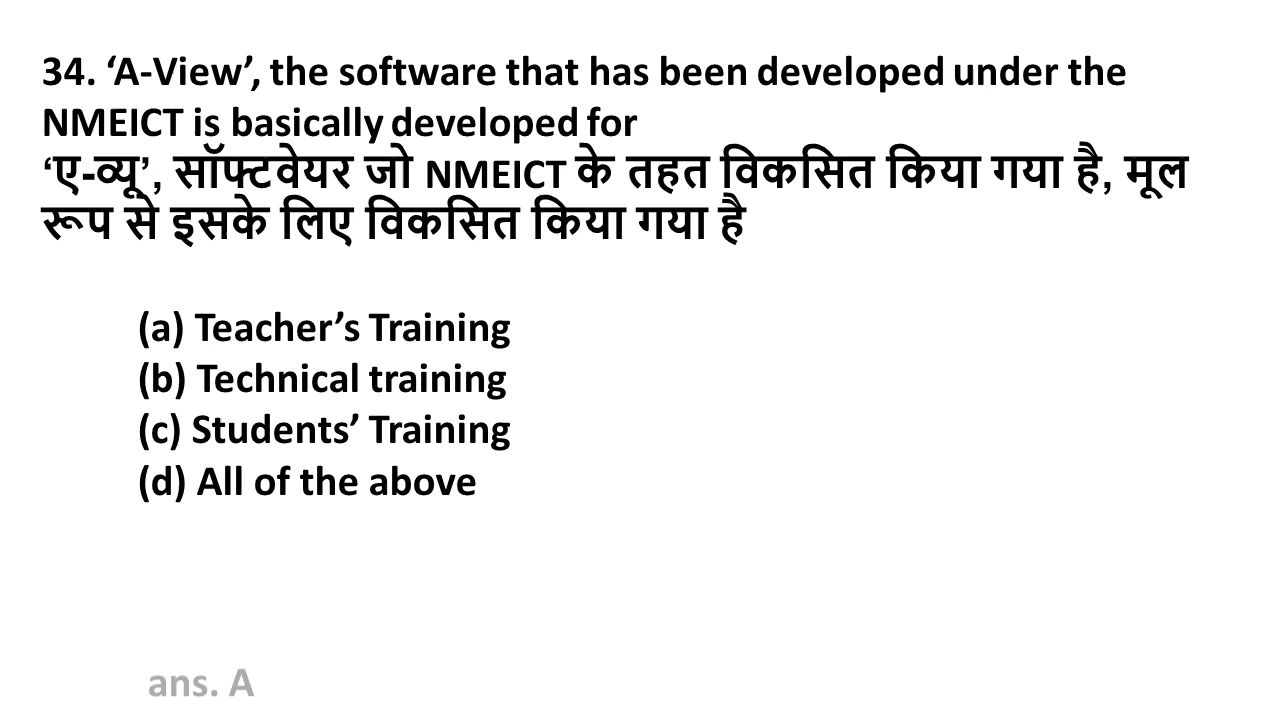 34. ‘A-View’, the software that has been developed under the
NMEICT is basically developed for
‘ए-व्यू’, सॉफ्टवेयर जो NMEICT के तहत विकसित किया गया है, मूल
रूप से इसके लिए विकसित किया गया है
(a) Teacher’s Training
(b) Technical training
(c) Students’ Training
(d) All of the above
ans. A